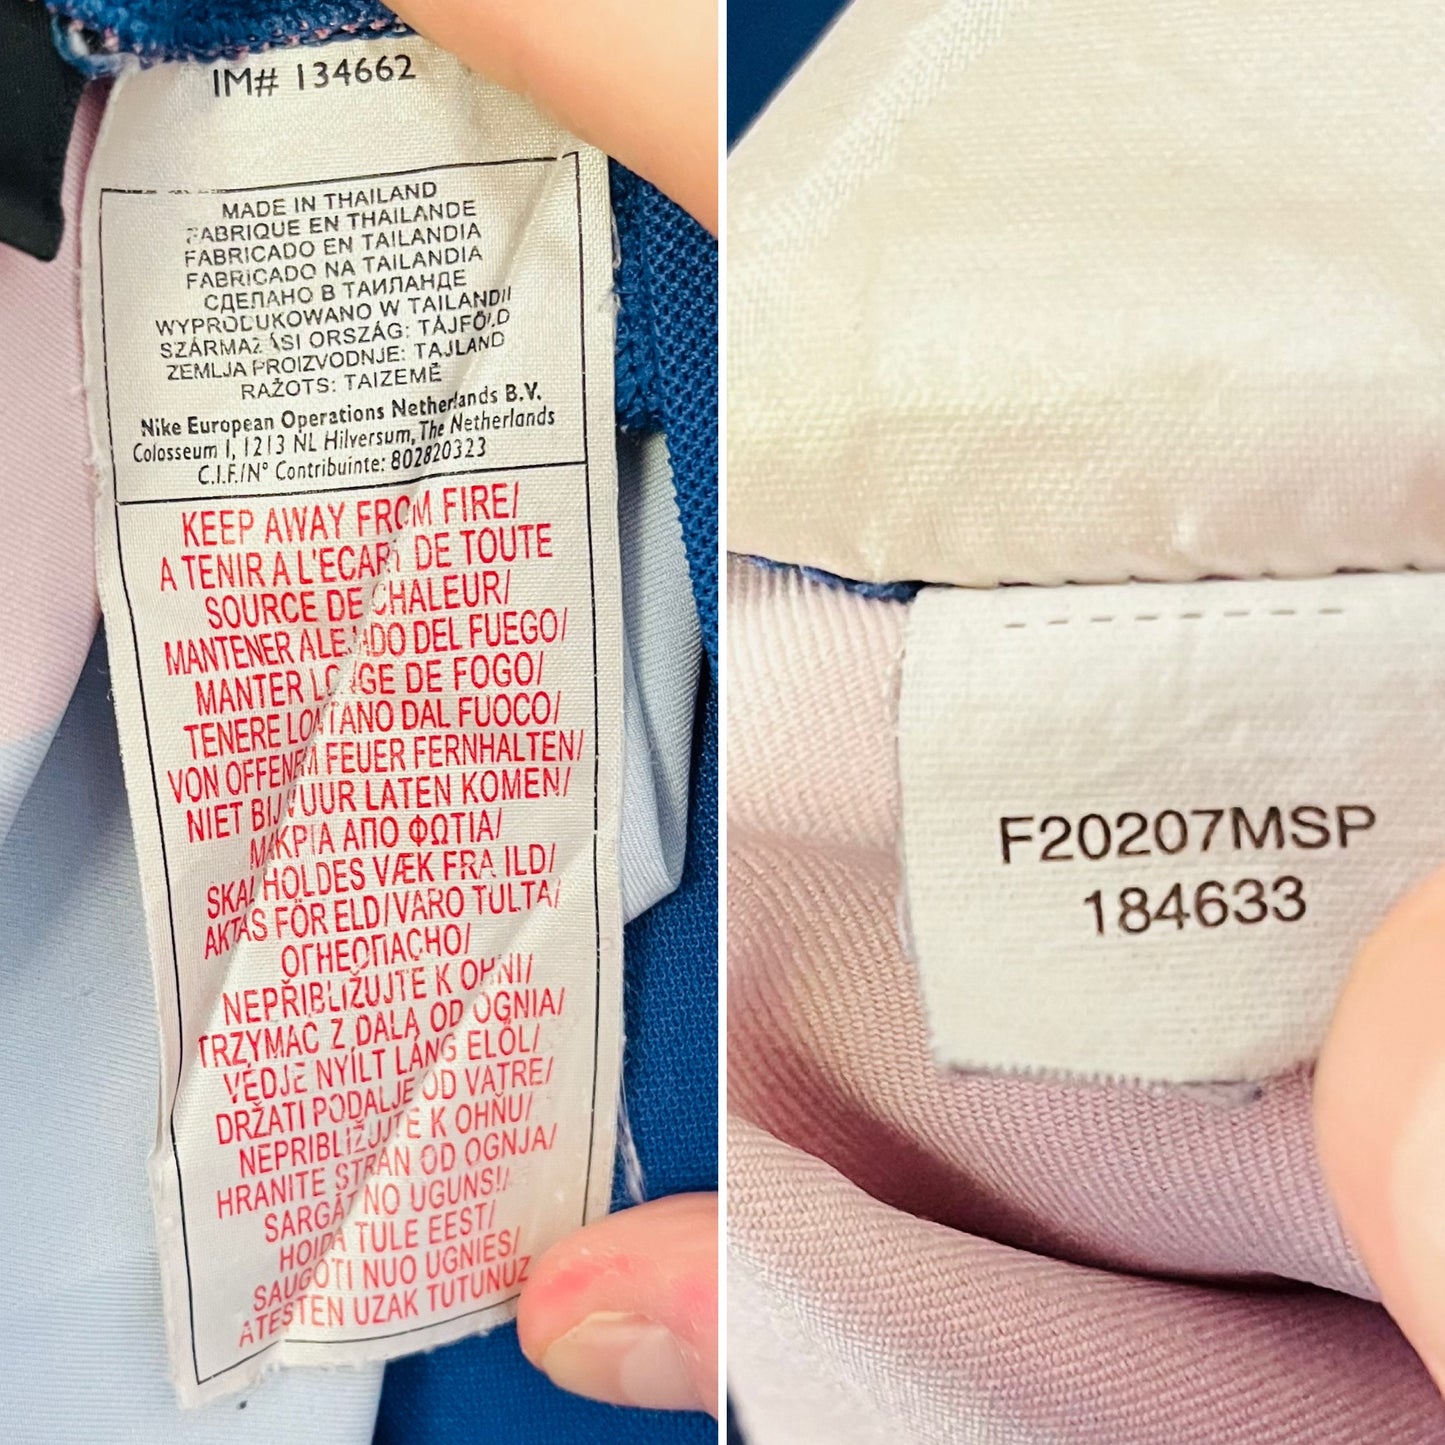 IM# 134662
MADE IN THAILAND
FABRIQUE EN THAILANDE
FABRICADO EN TAILANDIA
FABRICADO NA TAILANDIA
СДЕЛАНО В ТАИЛАНДЕ
WYPRODUKOWANO W TAILANDII
SZÁRMAZÁSI ORSZÁG: TÁJFÖLD
ZEMLJA PROIZVODNJE: TAJLAND
RAŽOTS: TAIZEMĒ
Nike European Operations Netherlands B.V.
Colosseum 1, 1213 NL Hilversum, The Netherlands
C.I.F./N° Contribuinte: 802820323
KEEP AWAY FROM FIRE/
A TENIR A L'ECART DE TOUTE
SOURCE DE CHALEUR/
MANTENER ALEJADO DEL FUEGO/
MANTER LONGE DE FOGO/
TENERE LONTANO DAL FUOCO/
VON OFFENEM FEUER FERNHALTEN/
NIET BIJ VUUR LATEN KOMEN/
ΜΑΚΡΙΑ ΑΠΟ ΦΩΤΙΑ/
SKAL HOLDES VÆK FRA ILD/
AKTAS FÖR ELD/VARO TULTA/
ОГНЕОПАСНО/
NEPŘIBLIŽUJTE K OHNI/
TRZYMAĆ Z DALA OD OGNIA/
VÉDJE NYÍLT LÁNG ELŐL/
DRŽATI PODALJE OD VATRE/
NEPRIBLIŽUJTE K OHŇU/
HRANITE STRAN OD OGNJA/
SARGĀT NO UGUNS!/
HOIDA TULE EEST/
SAUGOTI NUO UGNIES/
ATESTEN UZAK TUTUNUZ
F20207MSP
184633